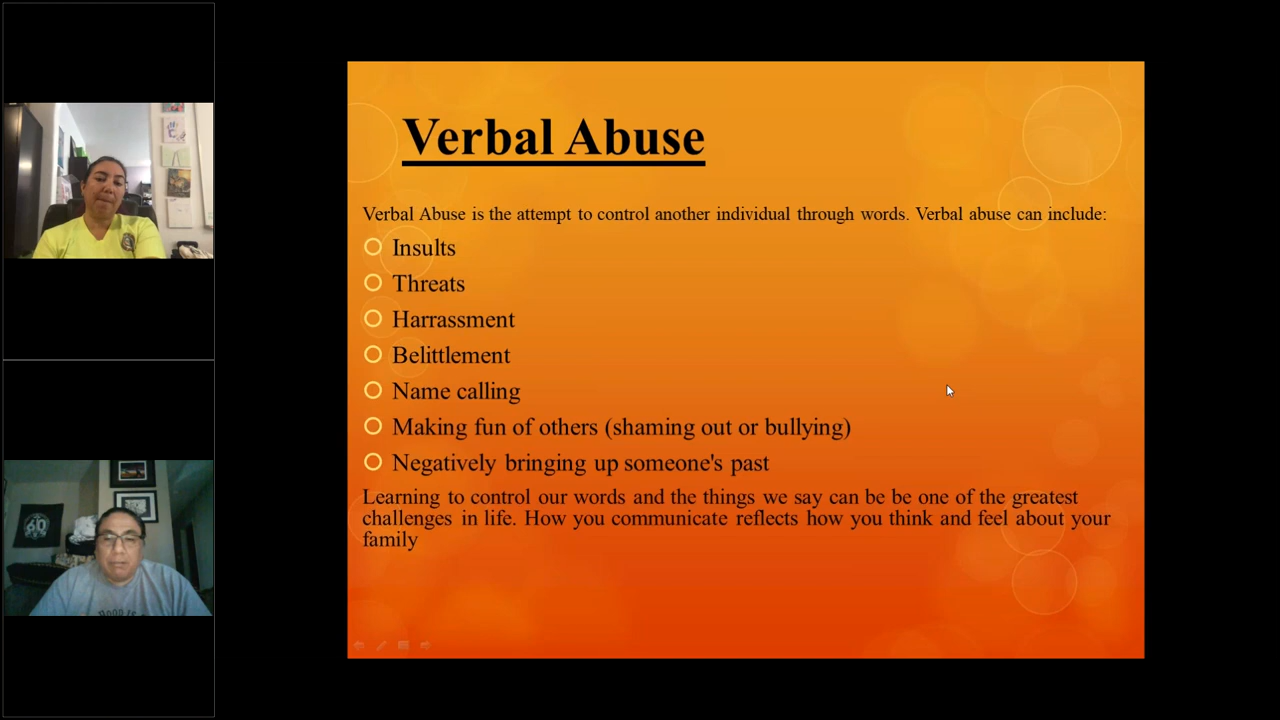 Verbal Abuse
Verbal Abuse is the attempt to control another individual through words. Verbal abuse can include:
Insults
Threats
Harrassment
Belittlement
Name calling
Making fun of others (shaming out or bullying)
Negatively bringing up someone's past
Learning to control our words and the things we say can be be one of the greatest
challenges in life. How you communicate reflects how you think and feel about your
family
60